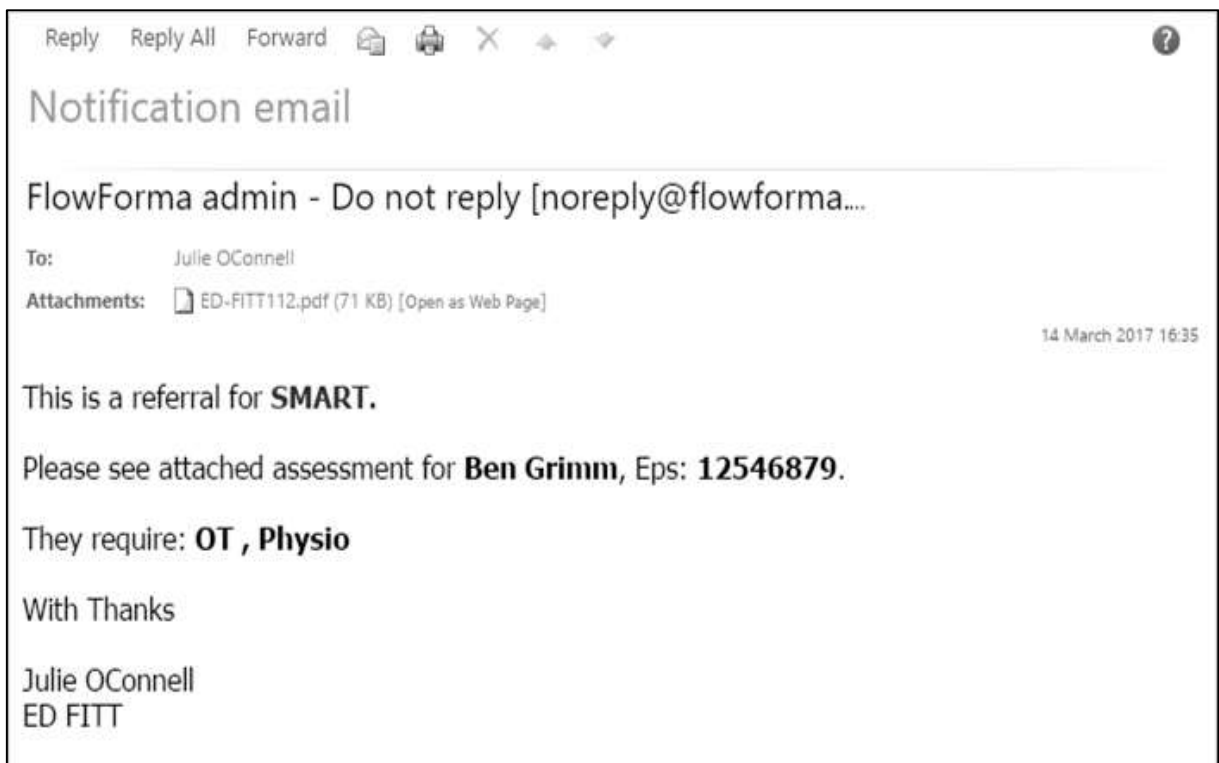 Reply Reply All Forward
Notification email
FlowForma admin - Do not reply [noreply@flowforma....
To: Julie OConnell
Attachments: ED-FITT112.pdf (71 KB) [Open as Web Page]
14 March 2017 16:35
This is a referral for SMART.
Please see attached assessment for Ben Grimm, Eps: 12546879.
They require: OT , Physio
With Thanks
Julie OConnell
ED FITT